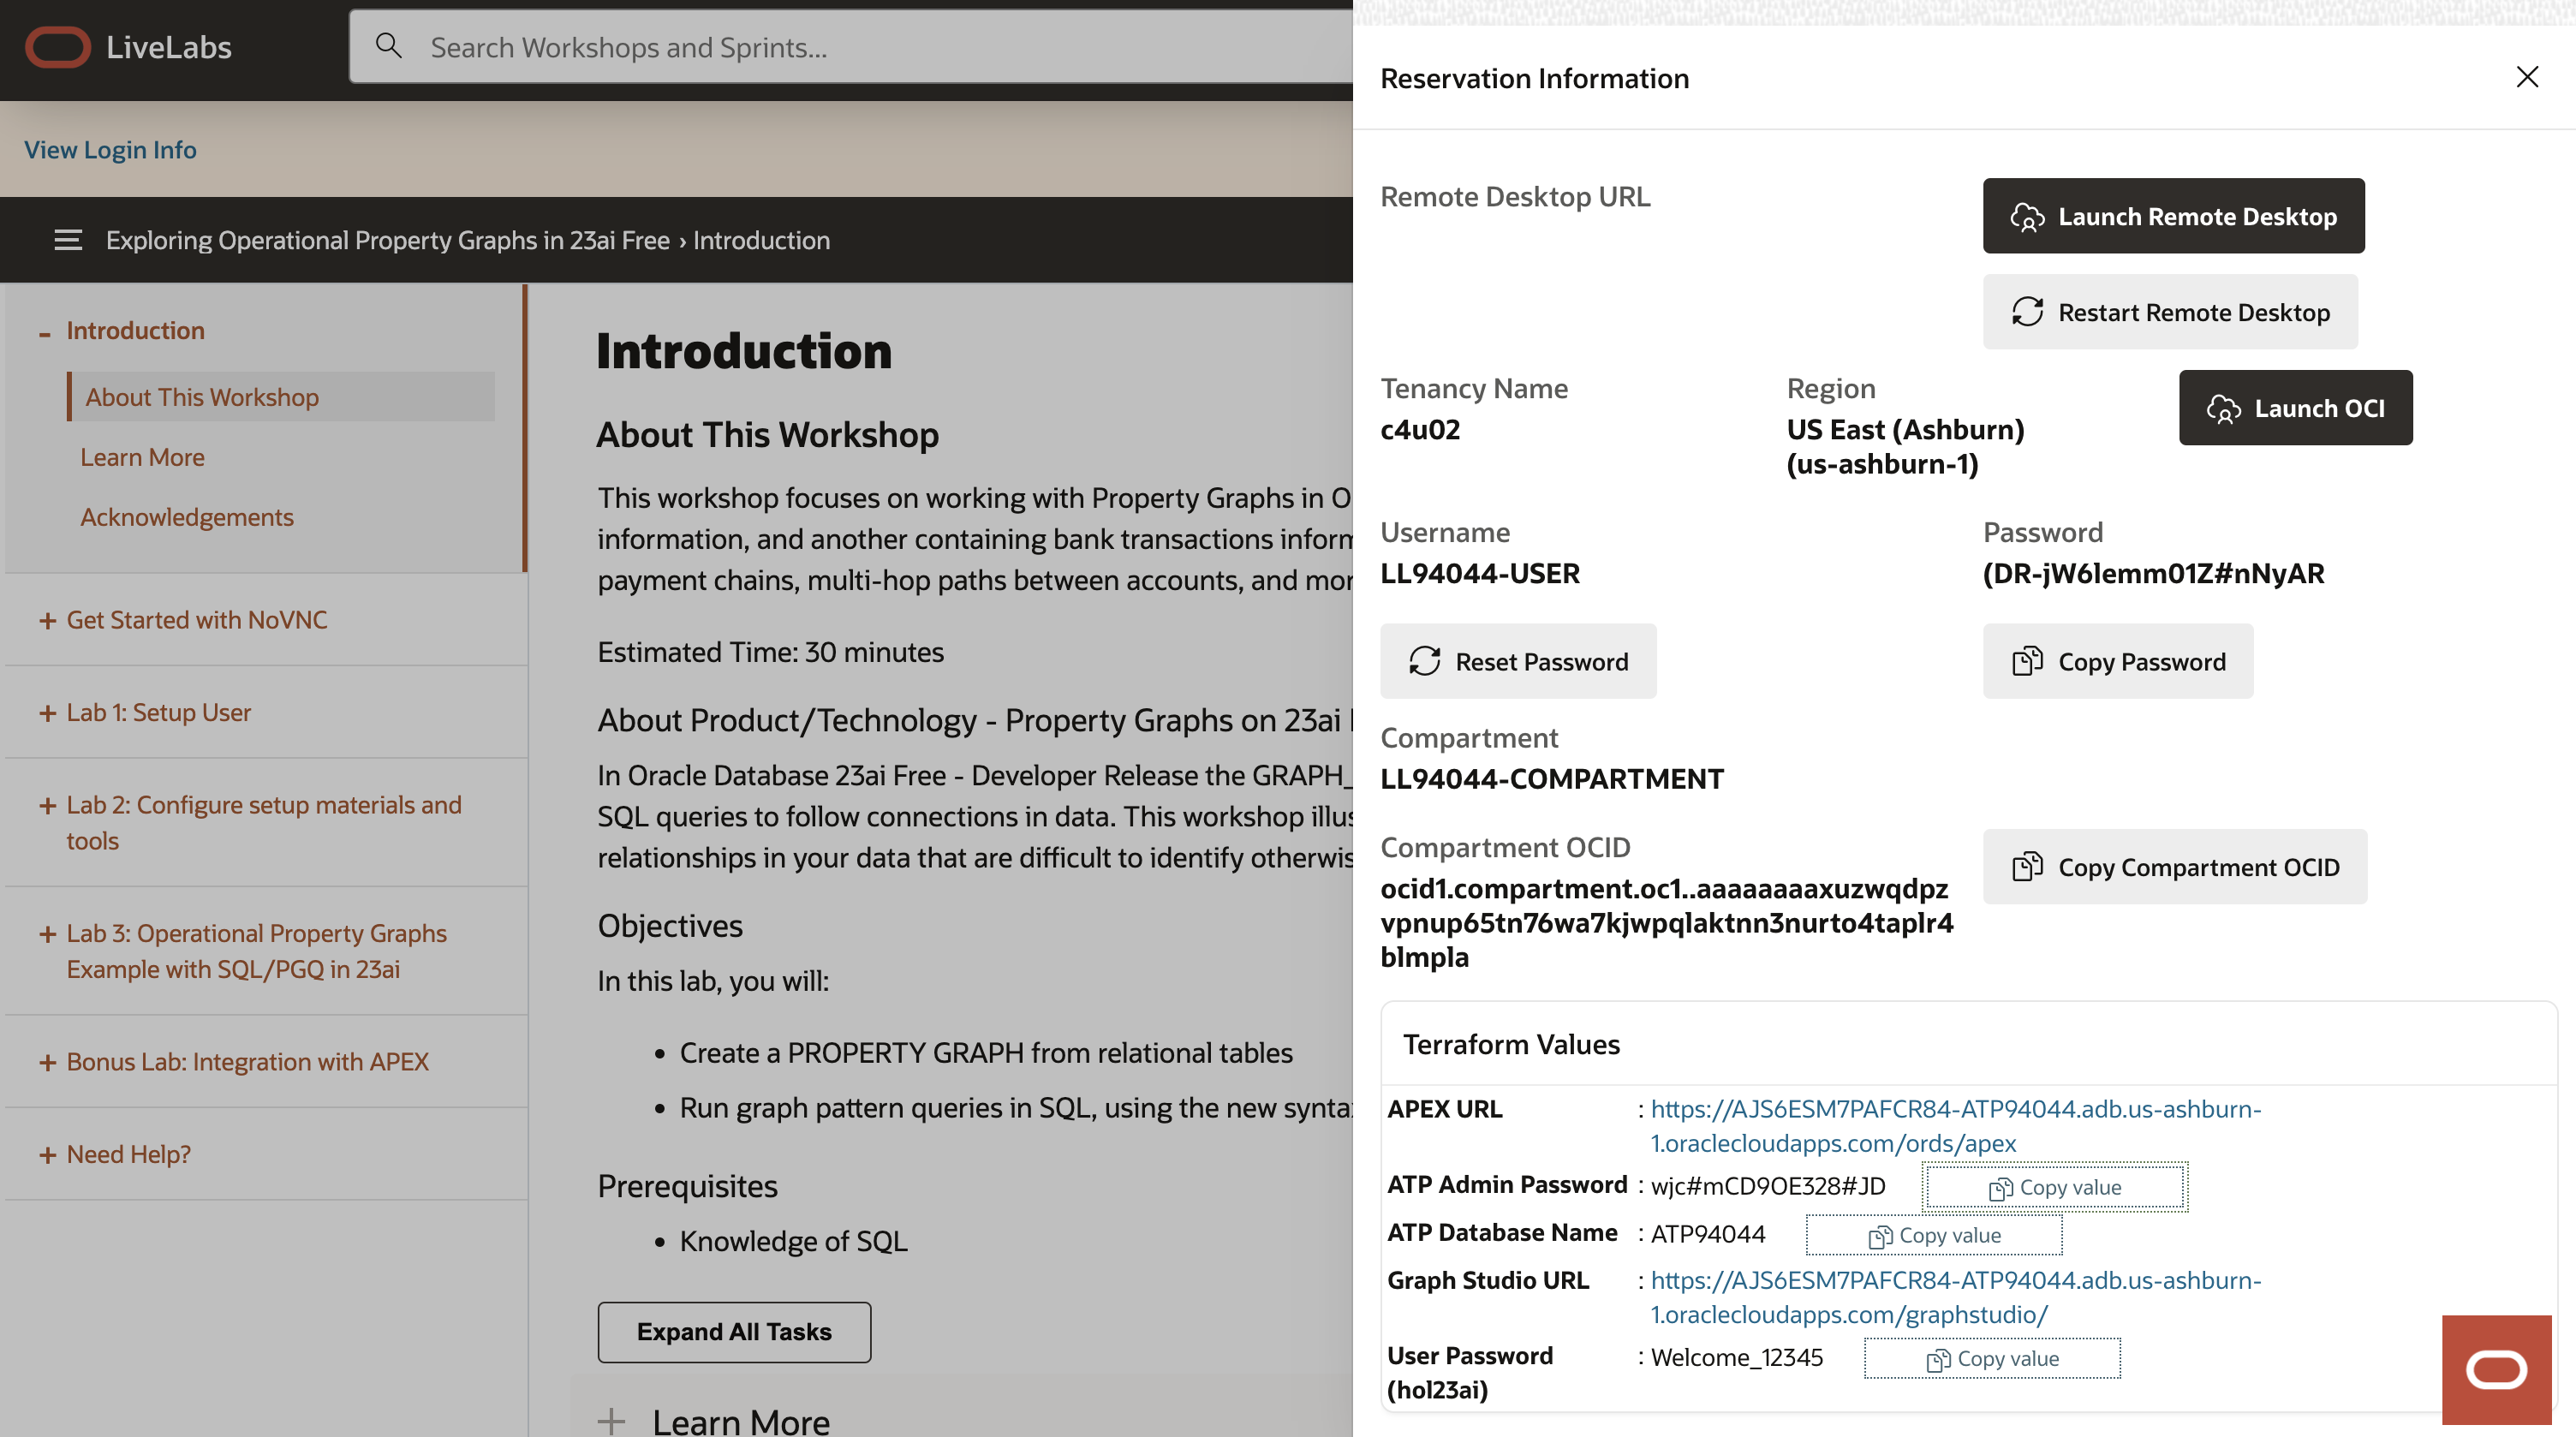 LiveLabs
Search Workshops and Sprints...
View Login Info
Exploring Operational Property Graphs in 23ai Free › Introduction
- Introduction
About This Workshop
Learn More
Acknowledgements
+ Get Started with NoVNC
+ Lab 1: Setup User
+ Lab 2: Configure setup materials and
tools
+ Lab 3: Operational Property Graphs
Example with SQL/PGQ in 23ai
+ Bonus Lab: Integration with APEX
+ Need Help?
Introduction
About This Workshop
This workshop focuses on working with Property Graphs in
information, and another containing bank transactions
payment chains, multi-hop paths between accounts, and
Estimated Time: 30 minutes
About Product/Technology - Property Graphs on 23ai
In Oracle Database 23ai Free - Developer Release the GRAPH_
SQL queries to follow connections in data. This workshop
relationships in your data that are difficult to identify
Objectives
In this lab, you will:
• Create a PROPERTY GRAPH from relational tables
• Run graph pattern queries in SQL, using the new
Prerequisites
• Knowledge of SQL
Expand All Tasks
+ Learn More
Reservation Information
Remote Desktop URL
Launch Remote Desktop
Restart Remote Desktop
Tenancy Name
c4u02
Region
US East (Ashburn)
(us-ashburn-1)
Launch OCI
Username
LL94044-USER
Password
(DR-jW6lemm01Z#nNyAR
Reset Password
Copy Password
Compartment
LL94044-COMPARTMENT
Compartment OCID
ocid1.compartment.oc1..aaaaaaaaxuzwqdpz
vpnup65tn76wa7kjwpqlaktnn3nurto4taplr4
blmpla
Copy Compartment OCID
Terraform Values
APEX URL : https://AJS6ESM7PAFCR84-ATP94044.adb.us-ashburn-
1.oraclecloudapps.com/ords/apex
ATP Admin Password : wjc#mCD9OE328#JD Copy value
ATP Database Name : ATP94044 Copy value
Graph Studio URL : https://AJS6ESM7PAFCR84-ATP94044.adb.us-ashburn-
1.oraclecloudapps.com/graphstudio/
User Password : Welcome_12345 Copy value
(hol23ai)